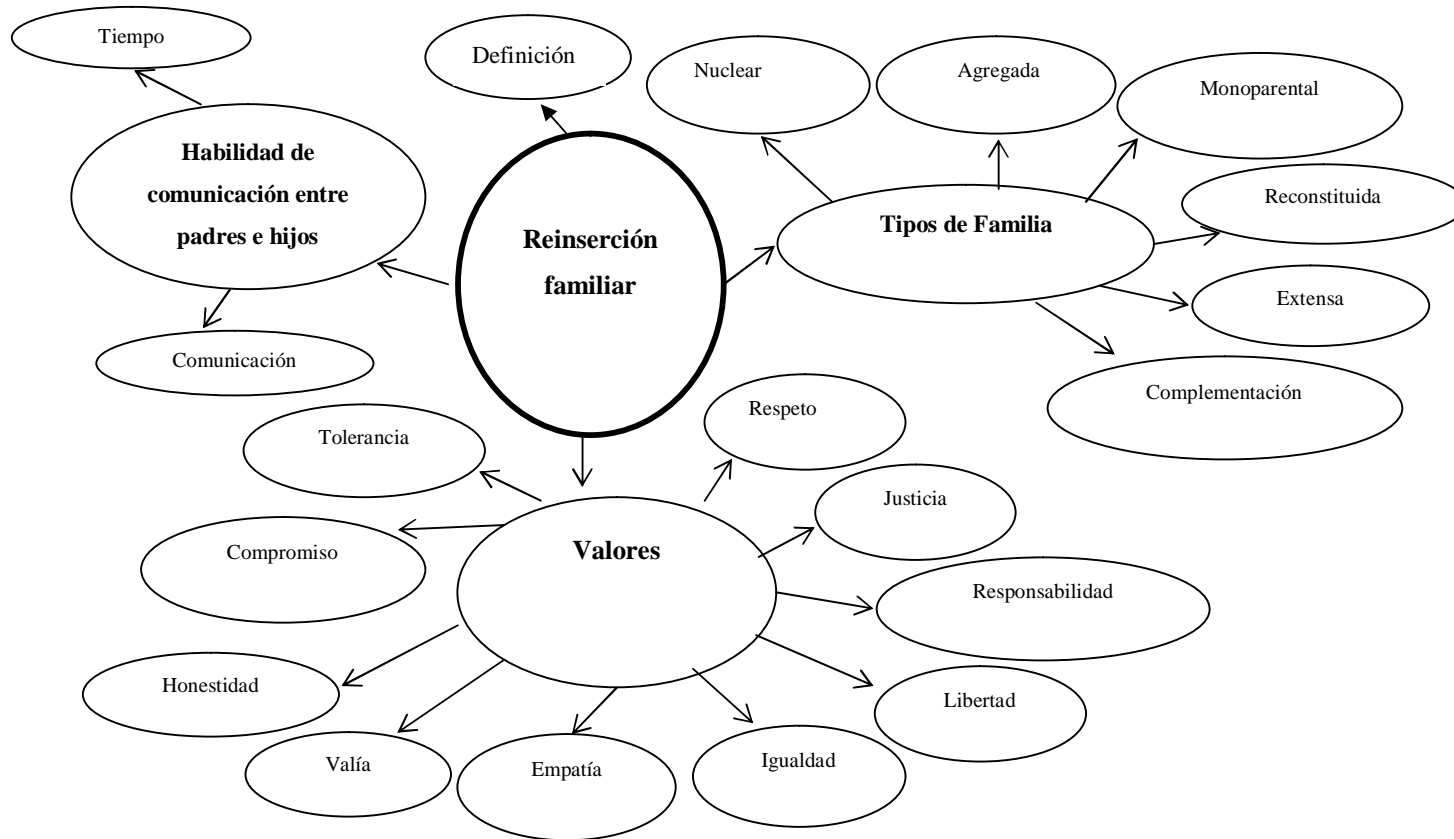 Tiempo
Definición
Nuclear
Agregada
Monoparental
Habilidad de
comunicación entre
padres e hijos
Reinserción
familiar
Tipos de Familia
Reconstituida
Extensa
Comunicación
Complementación
Respeto
Tolerancia
Justicia
Compromiso
Valores
Responsabilidad
Honestidad
Libertad
Valía
Empatía
Igualdad